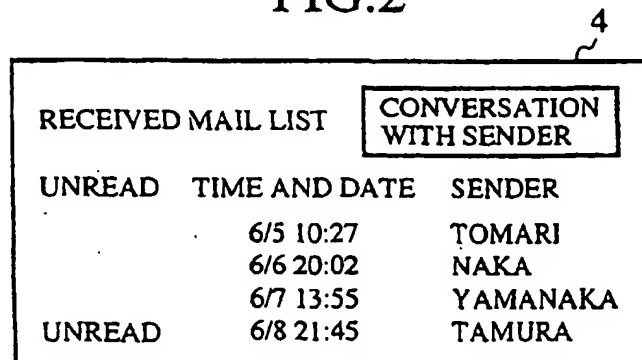 FIG.2
4
RECEIVED MAIL LIST
CONVERSATION
WITH SENDER
UNREAD TIME AND DATE SENDER
6/5 10:27 TOMARI
6/6 20:02 NAKA
6/7 13:55 YAMANAKA
UNREAD 6/8 21:45 TAMURA